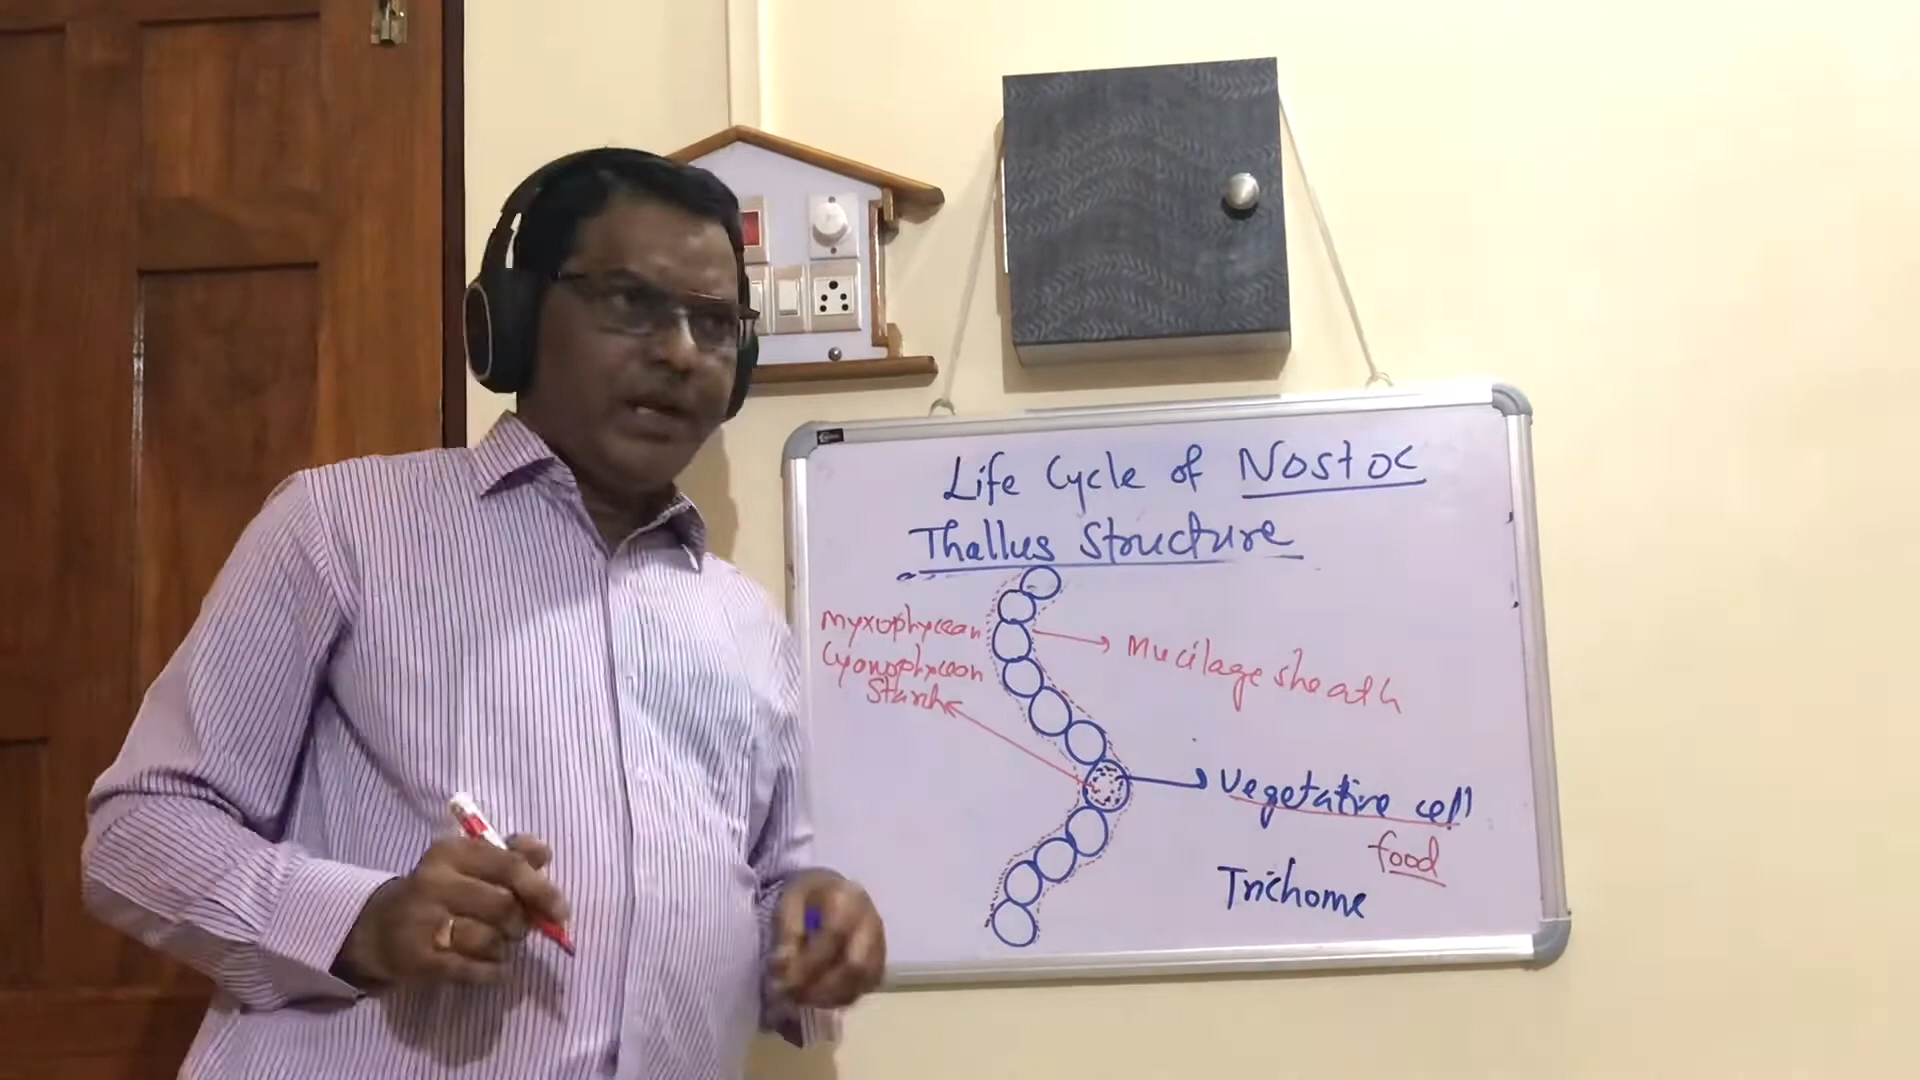 Life Cycle of Nostoc
Thallus Structure
Myxophycean
Cyanophycean
Starch
Mucilage sheath
Vegetative cell
food
Trichome